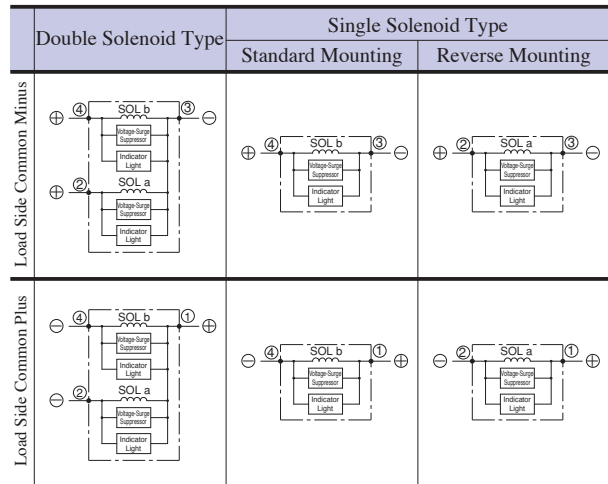 Double Solenoid Type
Single Solenoid Type
Standard Mounting
Reverse Mounting
Load Side Common Minus
⊕ ④ SOL b ③ ⊖
Voltage-Surge
Suppressor
Indicator
Light
⊕ ② SOL a
Voltage-Surge
Suppressor
Indicator
Light
⊕ ④ SOL b ③ ⊖
Voltage-Surge
Suppressor
Indicator
Light
⊕ ② SOL a ③ ⊖
Voltage-Surge
Suppressor
Indicator
Light
Load Side Common Plus
⊖ ④ SOL b ① ⊕
Voltage-Surge
Suppressor
Indicator
Light
⊖ ② SOL a
Voltage-Surge
Suppressor
Indicator
Light
⊖ ④ SOL b ① ⊕
Voltage-Surge
Suppressor
Indicator
Light
⊖ ② SOL a ① ⊕
Voltage-Surge
Suppressor
Indicator
Light